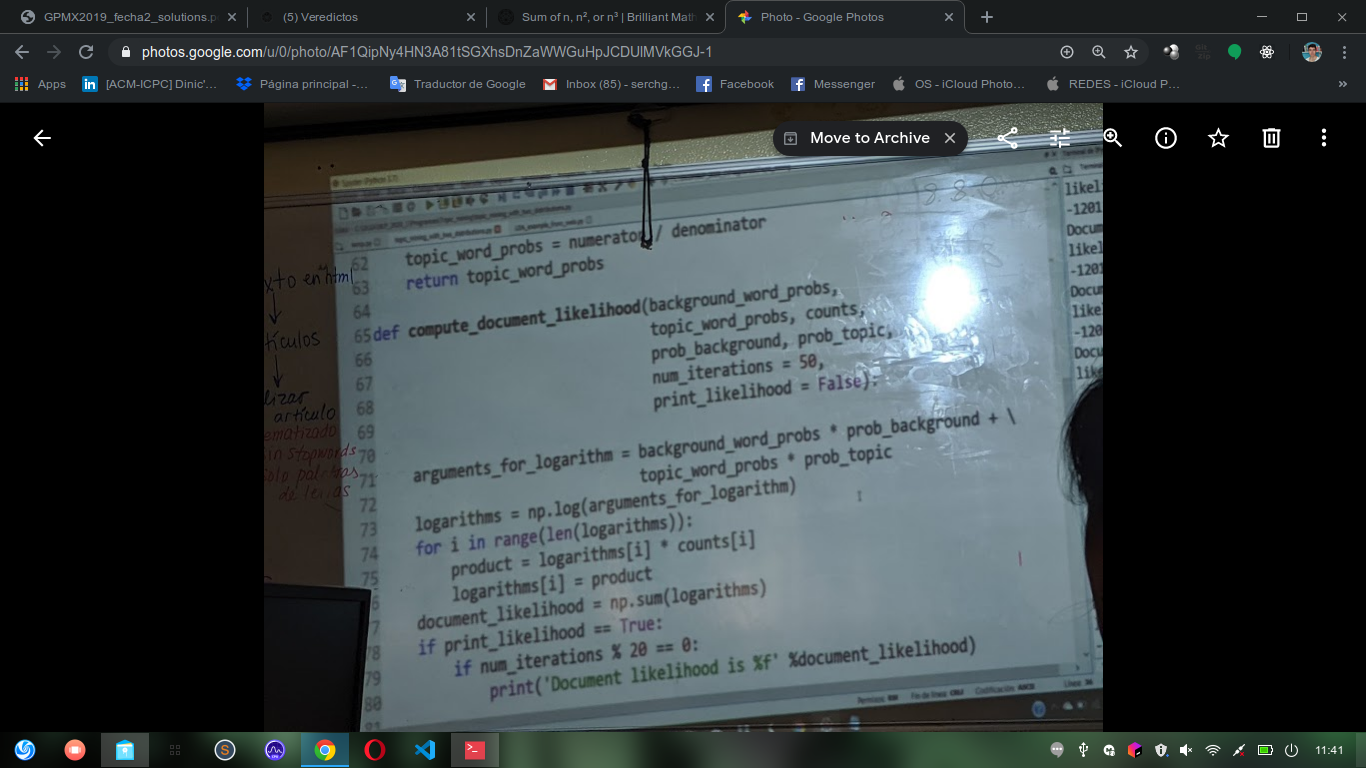 GPMX2019_fecha2_solutions.p
(5) Veredictos
Sum of n, n², or n³ | Brilliant Math
Photo - Google Photos
photos.google.com/u/0/photo/AF1QipNy4HN3A81tSGXhsDnZaWWGuHpJCDUlMVkGGJ-1
Apps
[ACM-ICPC] Dinic'...
Página principal -...
Traductor de Google
Inbox (85) - serchg...
Facebook
Messenger
OS - iCloud Photo...
REDES - iCloud P...
»
Move to Archive
62 topic_word_probs = numerator / denominator
63 return topic_word_probs
64
65 def compute_document_likelihood(background_word_probs,
66 topic_word_probs, counts,
67 prob_background, prob_topic,
68 num_iterations = 50,
69 print_likelihood = False):
70
71 arguments_for_logarithm = background_word_probs * prob_background + \
72 topic_word_probs * prob_topic
73 logarithms = np.log(arguments_for_logarithm)
74 for i in range(len(logarithms)):
75 product = logarithms[i] * counts[i]
6 logarithms[i] = product
7 document_likelihood = np.sum(logarithms)
78 if print_likelihood == True:
79 if num_iterations % 20 == 0:
80 print('Document likelihood is %f' %document_likelihood)
81
xto en html
tículos
lizar
artículo
ematizado
in stopwords
solo palabras
likel
-1201
Docum
likel
-1201
Docum
like
-120
Docu
like
11:41